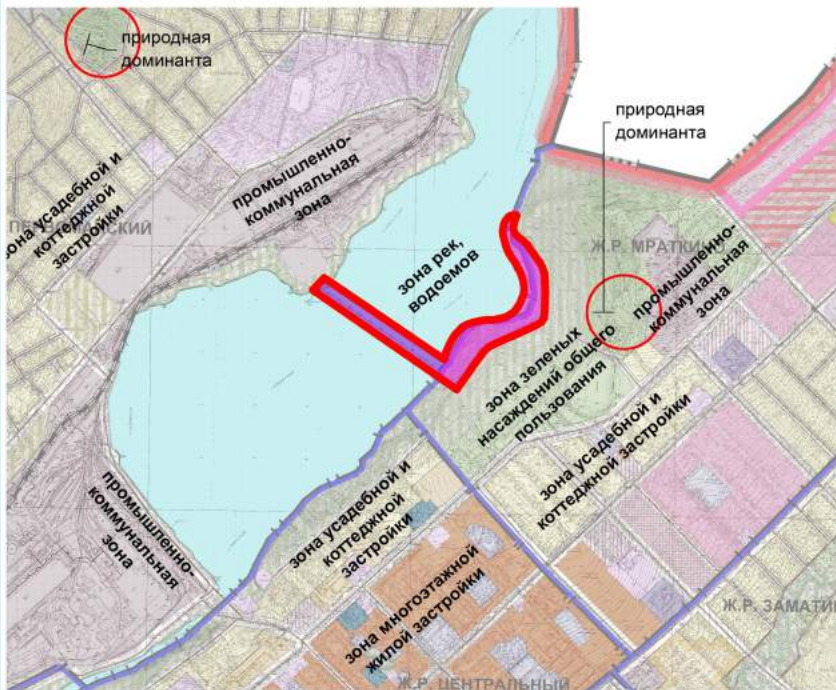 природная
доминанта
природная
доминанта
промышленно-
коммунальная
зона
зона усадебной и
коттеджной
застройки
зона рек,
водоемов
Ж.Р. МРАТКИНО
промышленно-
коммунальная
зона
зона зеленых
насаждений общего
пользования
зона усадебной и
коттеджной застройки
промышленно-
коммунальная
зона
зона усадебной и
коттеджной
застройки
зона многоэтажной
жилой застройки
Ж.Р. ЗАМАТИН
Ж.Р. ЦЕНТРАЛЬНЫЙ